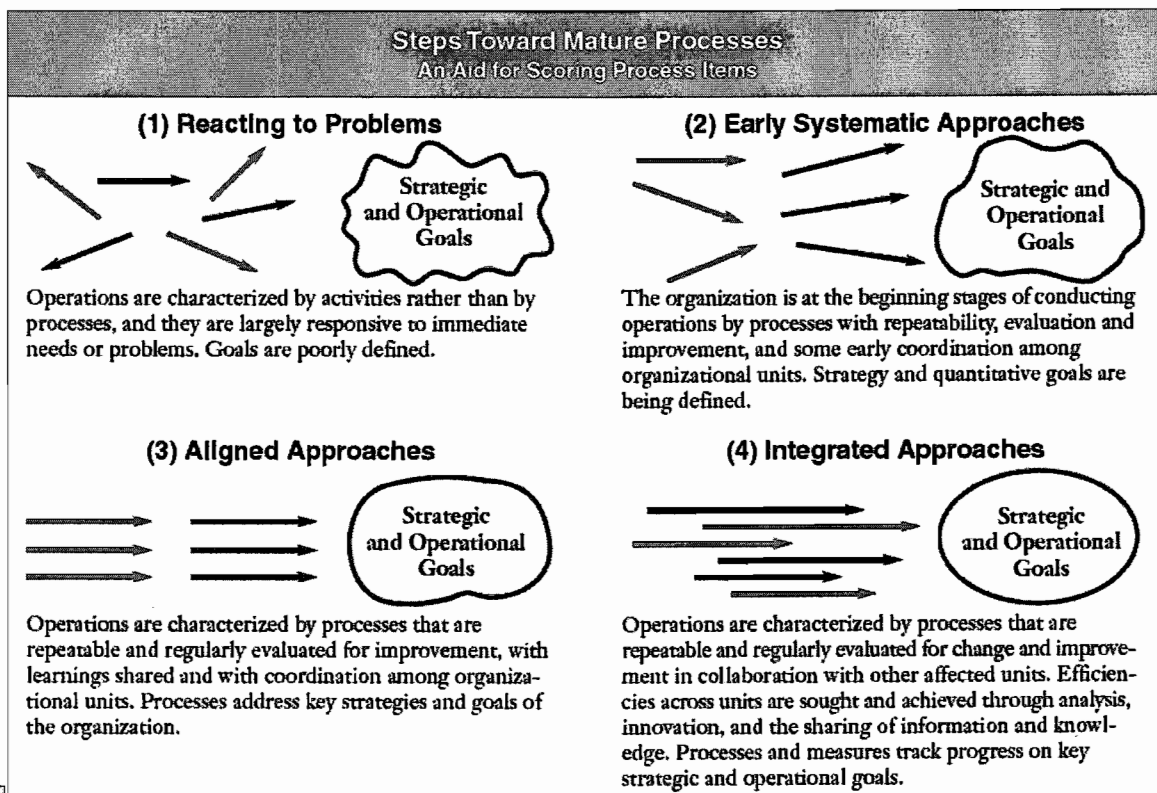 Steps Toward Mature Processes
An Aid for Scoring Process Items
(1) Reacting to Problems
Strategic
and Operational
Goals
Operations are characterized by activities rather than by
processes, and they are largely responsive to immediate
needs or problems. Goals are poorly defined.
(2) Early Systematic Approaches
Strategic and
Operational
Goals
The organization is at the beginning stages of conducting
operations by processes with repeatability, evaluation and
improvement, and some early coordination among
organizational units. Strategy and quantitative goals are
being defined.
(3) Aligned Approaches
Strategic
and Operational
Goals
Operations are characterized by processes that are
repeatable and regularly evaluated for improvement, with
learnings shared and with coordination among organiza-
tional units. Processes address key strategies and goals of
the organization.
(4) Integrated Approaches
Strategic
and Operational
Goals
Operations are characterized by processes that are
repeatable and regularly evaluated for change and improve-
ment in collaboration with other affected units. Efficien-
cies across units are sought and achieved through analysis,
innovation, and the sharing of information and knowl-
edge. Processes and measures track progress on key
strategic and operational goals.